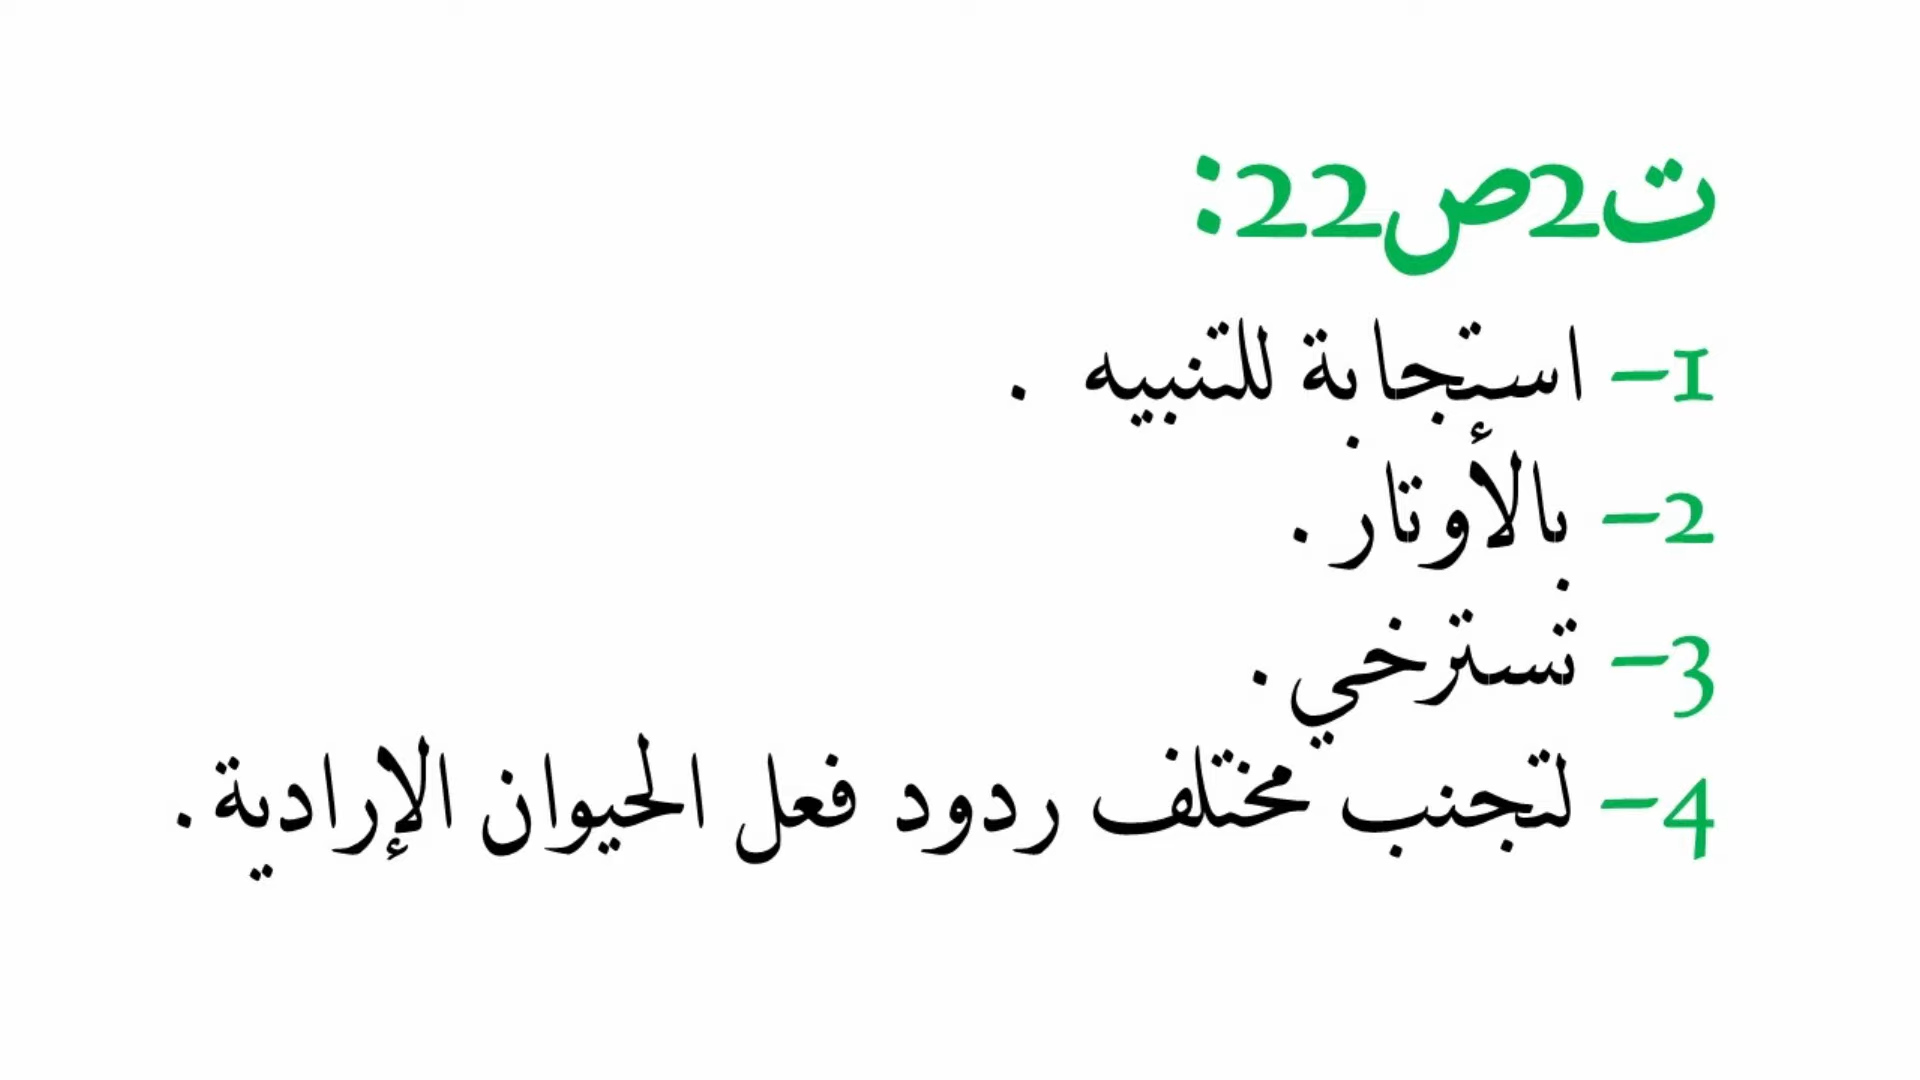 ت2ص22:
1- استجابة للتنبيه .
2- بالأوتار.
3- تسترخي.
4- لتجنب مختلف ردود فعل الحيوان الإرادية.